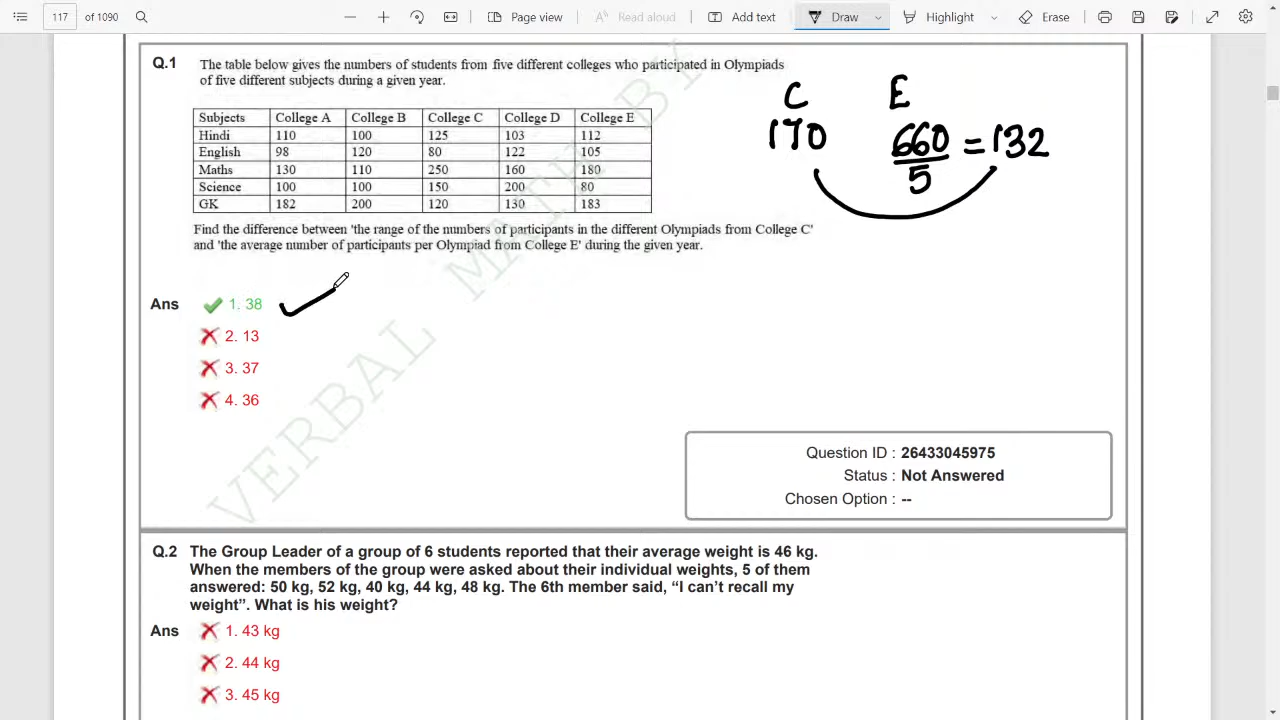 117 of 1090 Page view Read aloud Add text Draw Highlight Erase
Q.1 The table below gives the numbers of students from five different colleges who participated in Olympiads
of five different subjects during a given year.
C E
170 660/5 = 132
Subjects College A College B College C College D College E
Hindi 110 100 125 103 112
English 98 120 80 122 105
Maths 130 110 250 160 180
Science 100 100 150 200 80
GK 182 200 120 130 183
Find the difference between 'the range of the numbers of participants in the different Olympiads from College C'
and 'the average number of participants per Olympiad from College E' during the given year.
Ans 1. 38
2. 13
3. 37
4. 36
VERBAL MATH BY
Question ID : 26433045975
Status : Not Answered
Chosen Option : --
Q.2 The Group Leader of a group of 6 students reported that their average weight is 46 kg.
When the members of the group were asked about their individual weights, 5 of them
answered: 50 kg, 52 kg, 40 kg, 44 kg, 48 kg. The 6th member said, “I can’t recall my
weight”. What is his weight?
Ans 1. 43 kg
2. 44 kg
3. 45 kg